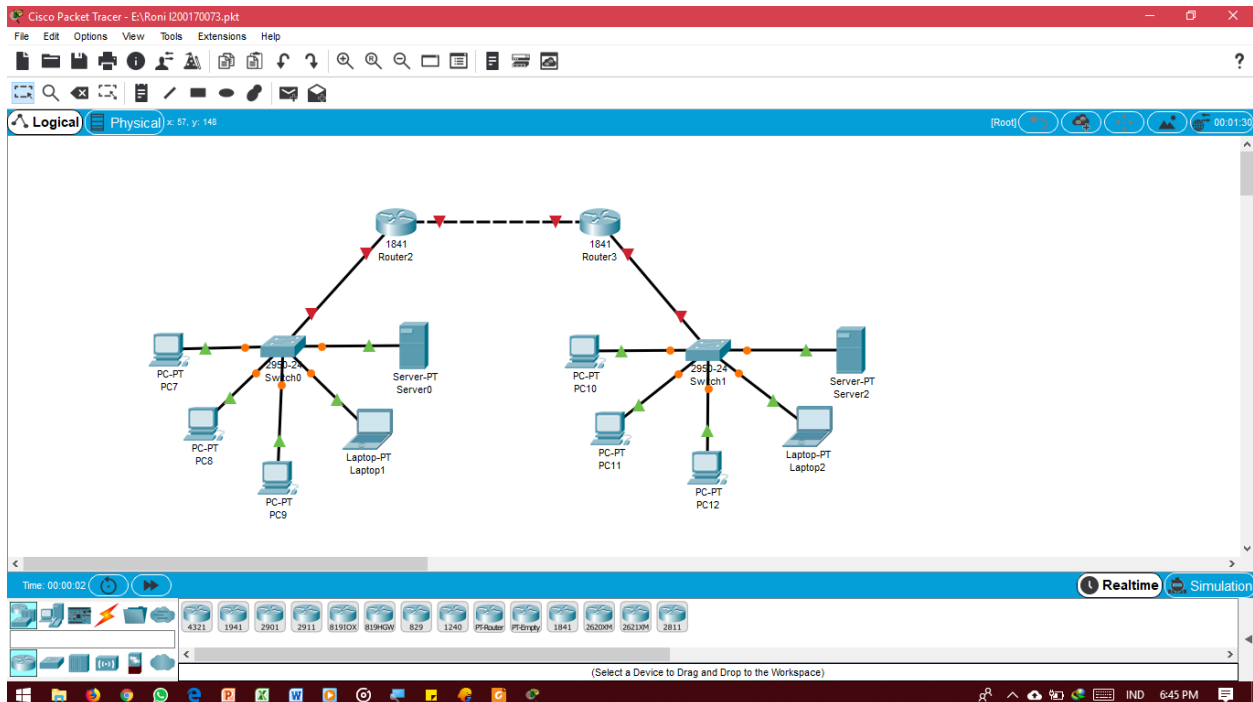 Cisco Packet Tracer - E:\Roni l200170073.pkt
File Edit Options View Tools Extensions Help
?
Logical Physical x: 57, y: 148 [Root] 00:01:30
1841
Router2
1841
Router3
PC-PT
PC7
2950-24
Switch0
Server-PT
Server0
PC-PT
PC8
PC-PT
PC9
Laptop-PT
Laptop1
PC-PT
PC10
2950-24
Switch1
Server-PT
Server2
PC-PT
PC11
PC-PT
PC12
Laptop-PT
Laptop2
Time: 00:00:02 Realtime Simulation
4321 1941 2901 2911 819IOX 819HGW 829 1240 PT-Router PT-Empty 1841 2620XM 2621XM 2811
(Select a Device to Drag and Drop to the Workspace)
IND 6:45 PM